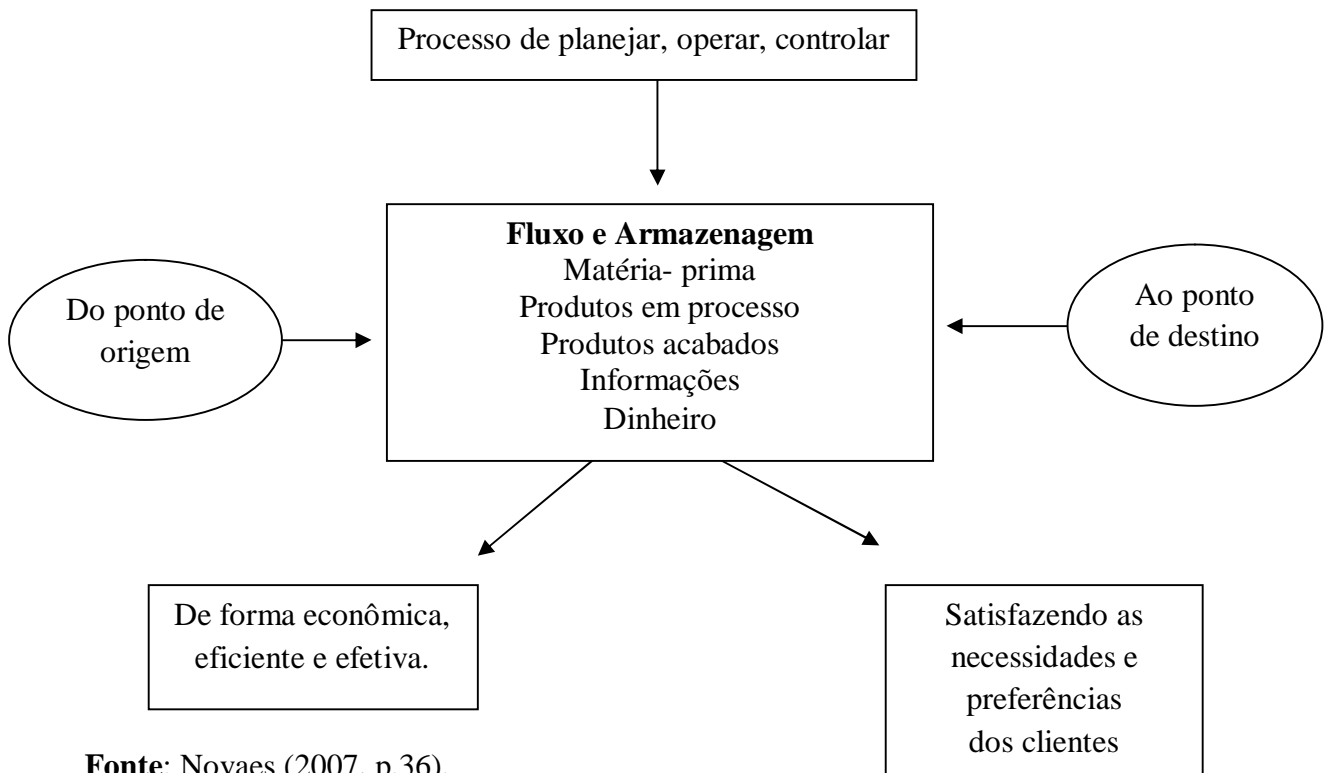 Processo de planejar, operar, controlar
Fluxo e Armazenagem
Matéria- prima
Produtos em processo
Produtos acabados
Informações
Dinheiro
Do ponto de
origem
Ao ponto
de destino
De forma econômica,
eficiente e efetiva.
Satisfazendo as
necessidades e
preferências
dos clientes
Fonte: Novaes (2007, p.36)